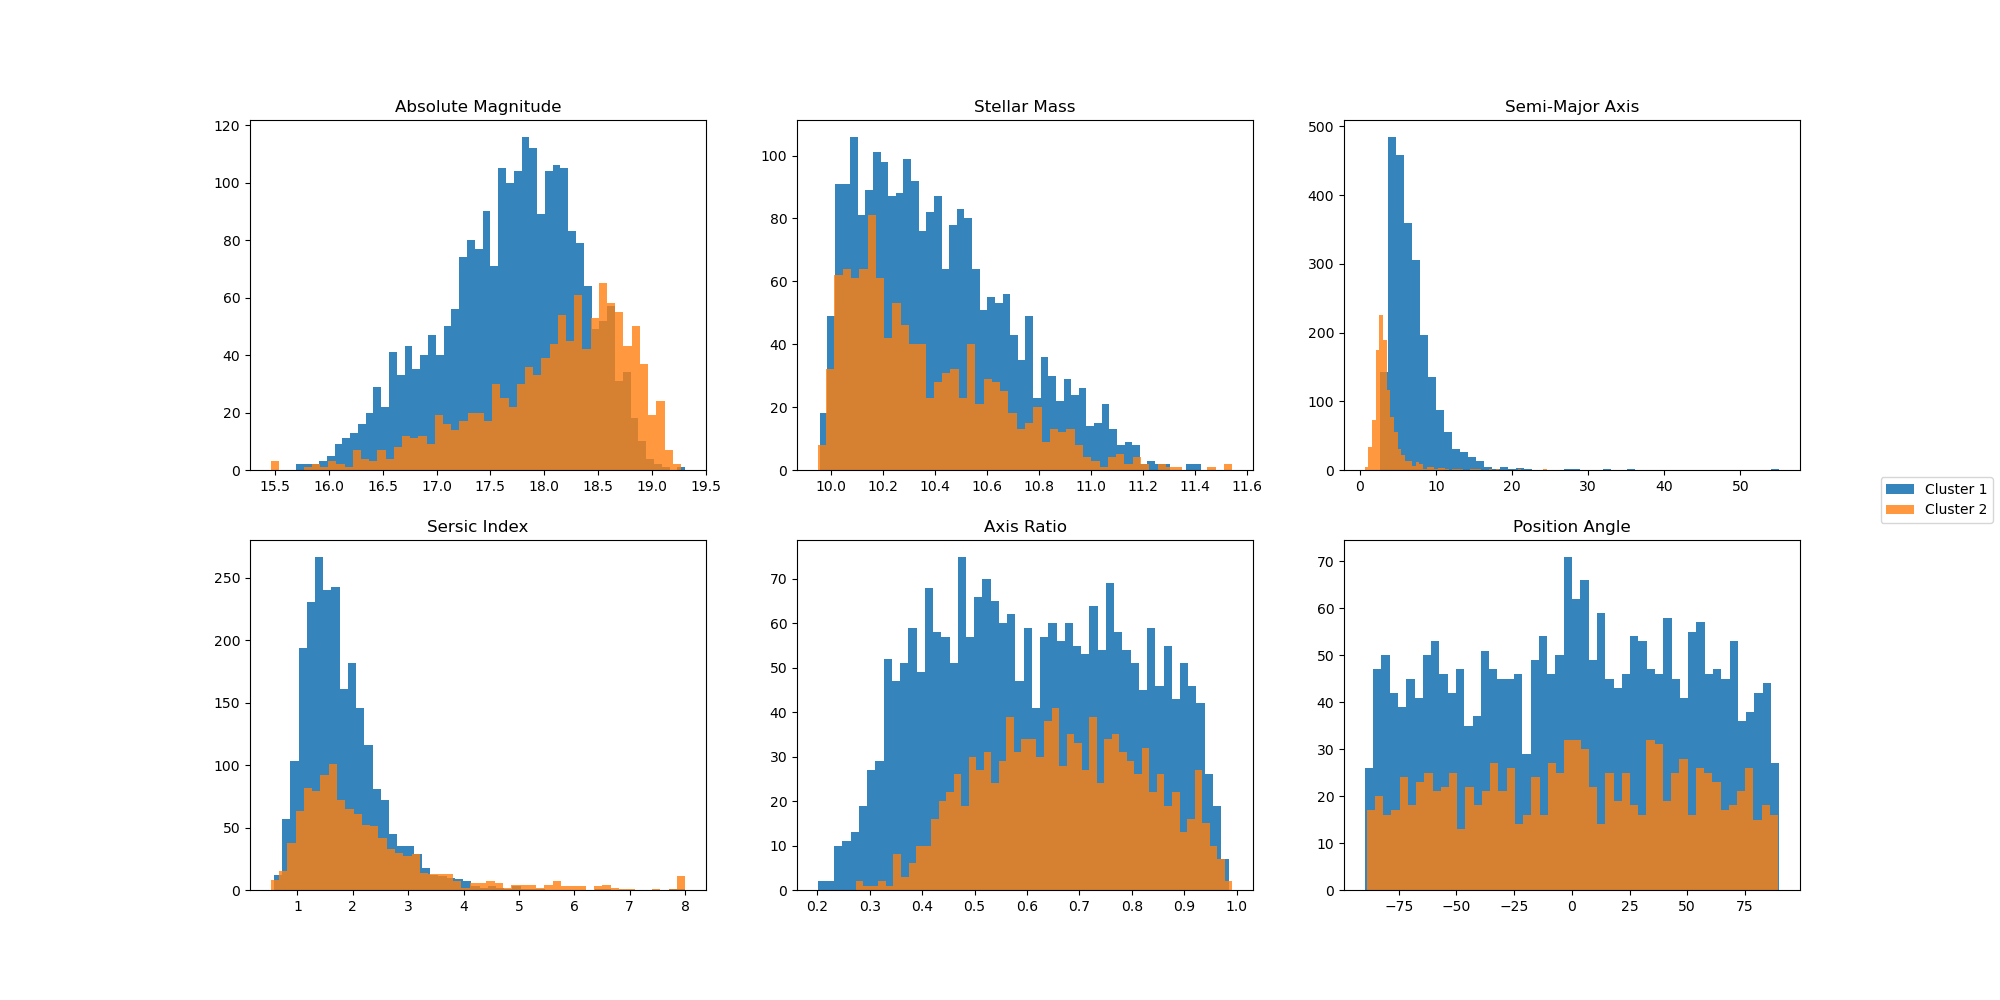 Absolute Magnitude
120
100
80
60
40
20
0
15.5 16.0 16.5 17.0 17.5 18.0 18.5 19.0 19.5
Stellar Mass
100
80
60
40
20
0
10.0 10.2 10.4 10.6 10.8 11.0 11.2 11.4 11.6
Semi-Major Axis
500
400
300
200
100
0
0 10 20 30 40 50
Cluster 1
Cluster 2
Sersic Index
250
200
150
100
50
0
1 2 3 4 5 6 7 8
Axis Ratio
70
60
50
40
30
20
10
0
0.2 0.3 0.4 0.5 0.6 0.7 0.8 0.9 1.0
Position Angle
70
60
50
40
30
20
10
0
−75 −50 −25 0 25 50 75